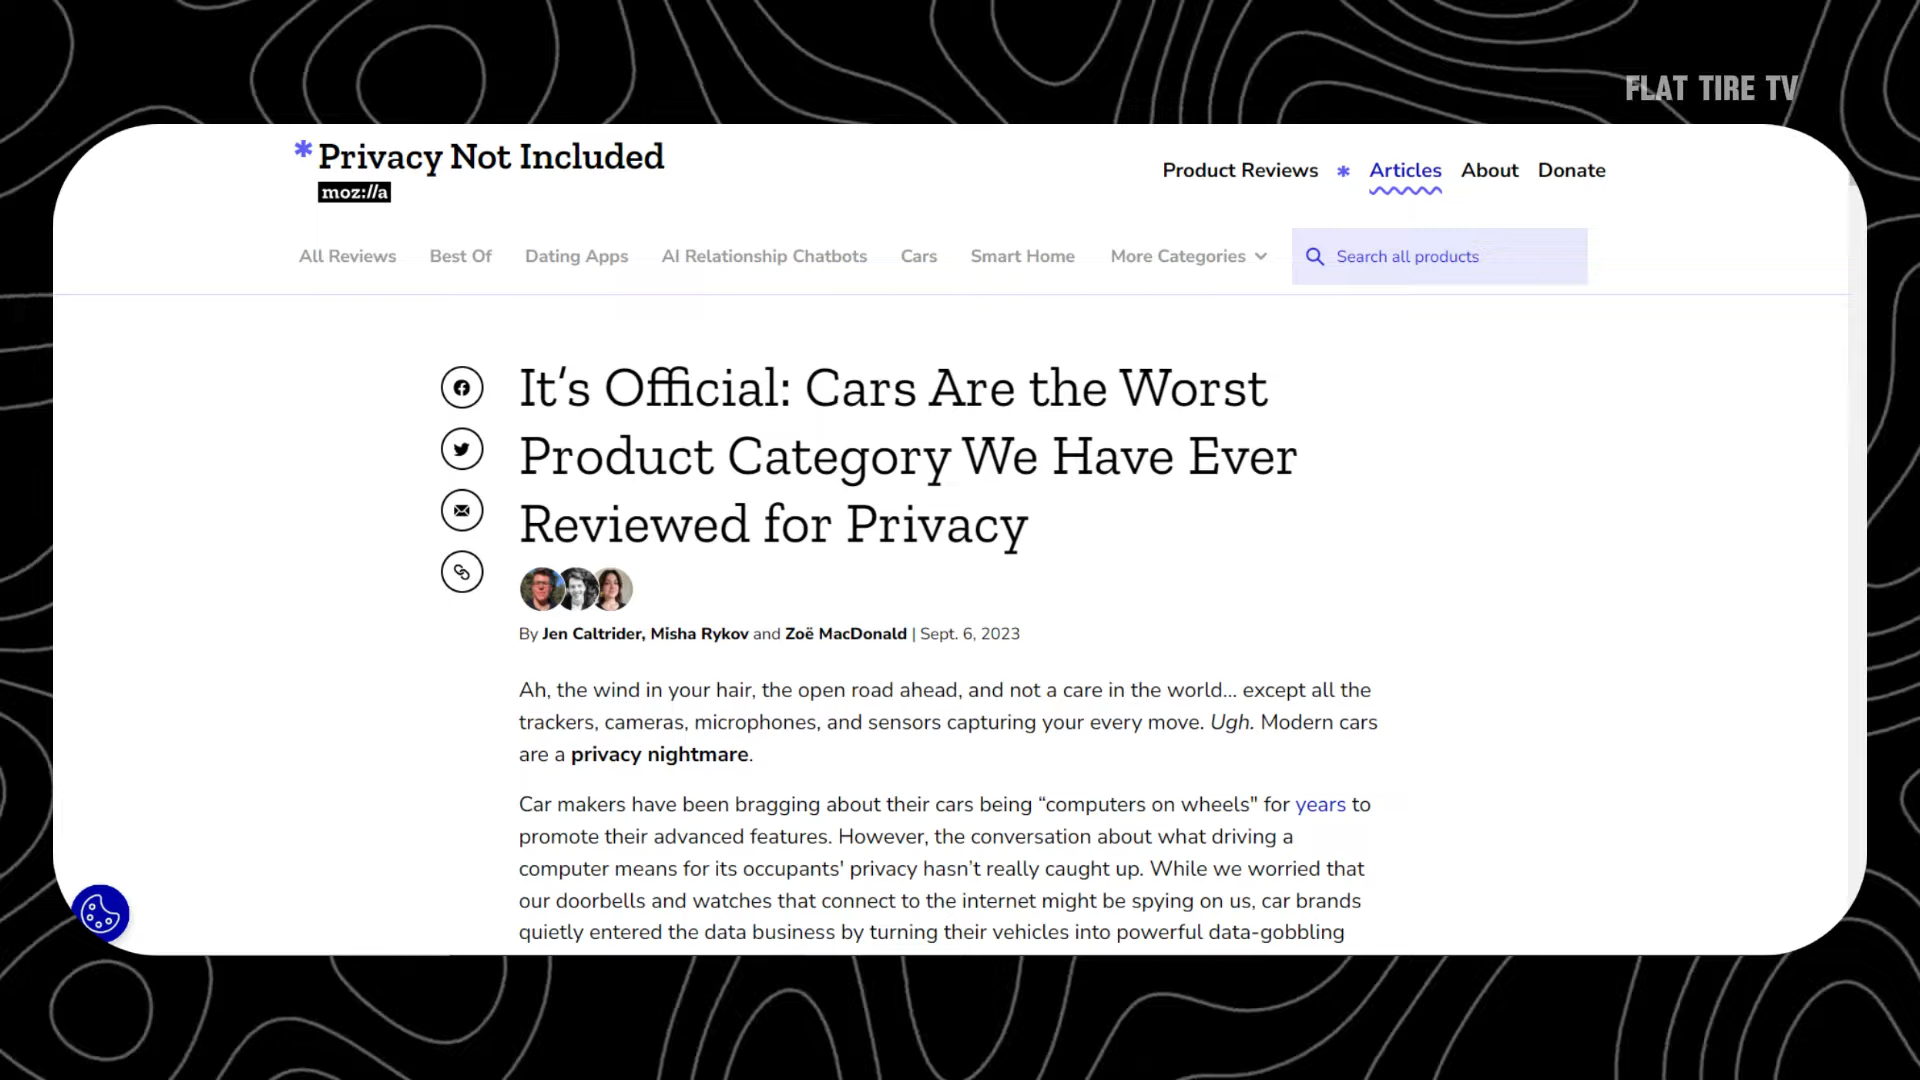 FLAT TIRE TV
* Privacy Not Included
moz://a
Product Reviews * Articles About Donate
All Reviews Best Of Dating Apps AI Relationship Chatbots Cars Smart Home More Categories Search all products
It’s Official: Cars Are the Worst
Product Category We Have Ever
Reviewed for Privacy
By Jen Caltrider, Misha Rykov and Zoë MacDonald | Sept. 6, 2023
Ah, the wind in your hair, the open road ahead, and not a care in the world... except all the
trackers, cameras, microphones, and sensors capturing your every move. Ugh. Modern cars
are a privacy nightmare.
Car makers have been bragging about their cars being “computers on wheels" for years to
promote their advanced features. However, the conversation about what driving a
computer means for its occupants' privacy hasn’t really caught up. While we worried that
our doorbells and watches that connect to the internet might be spying on us, car brands
quietly entered the data business by turning their vehicles into powerful data-gobbling